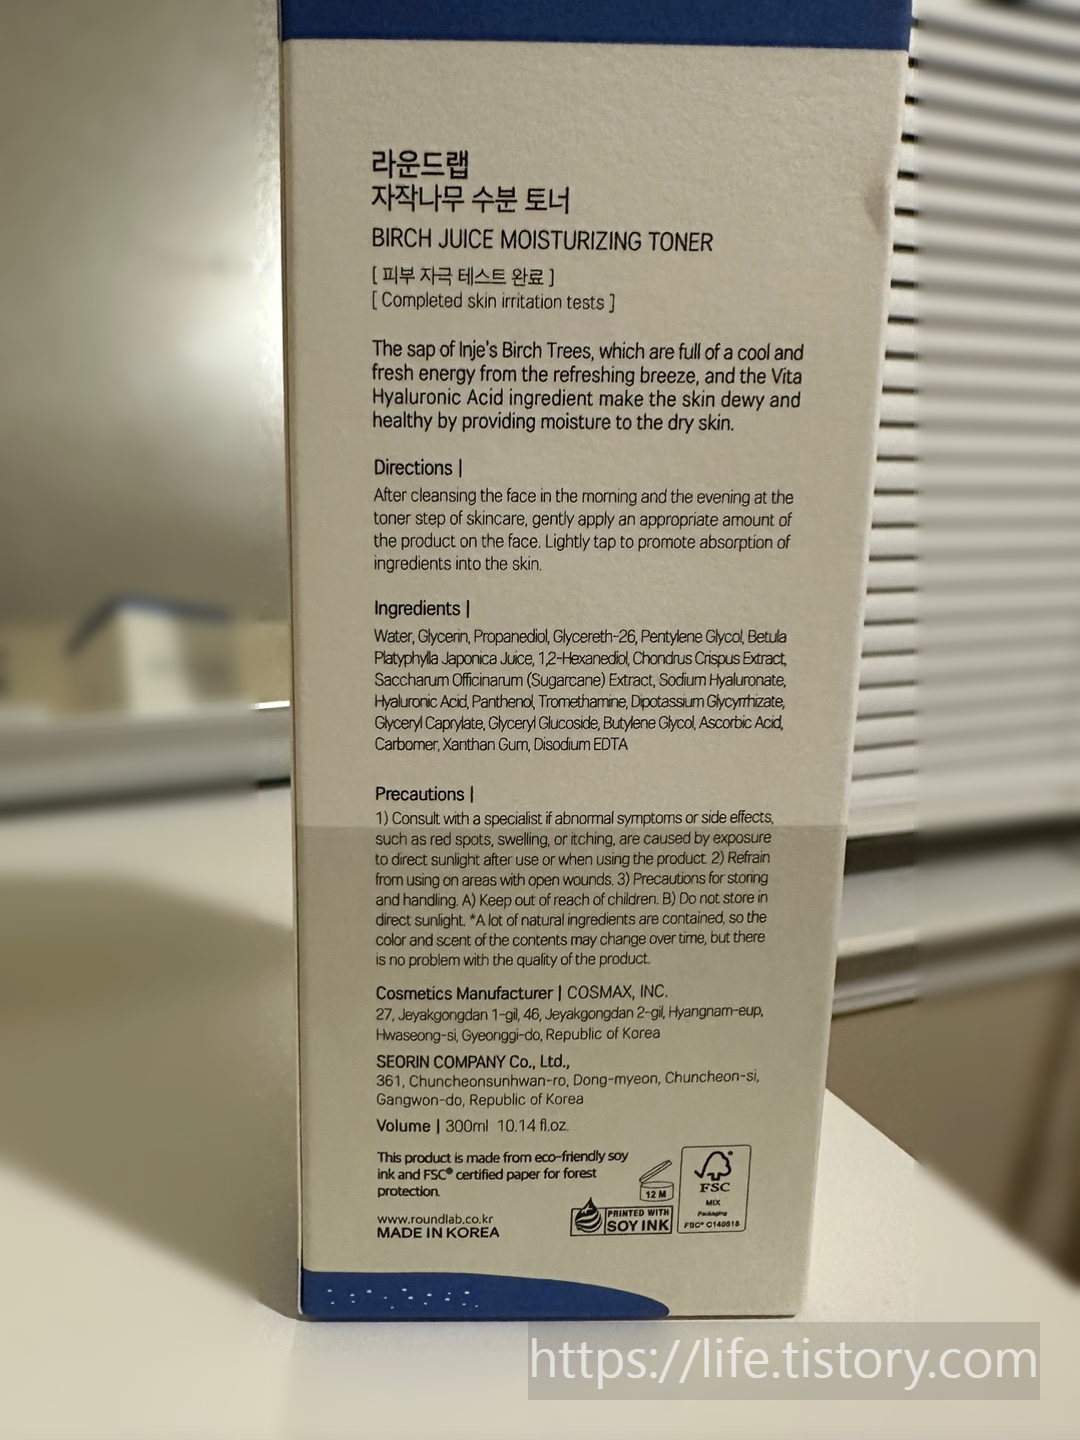 라운드랩
자작나무 수분 토너
BIRCH JUICE MOISTURIZING TONER
[ 피부 자극 테스트 완료 ]
[ Completed skin irritation tests ]
The sap of Inje's Birch Trees, which are full of a cool and
fresh energy from the refreshing breeze, and the Vita
Hyaluronic Acid ingredient make the skin dewy and
healthy by providing moisture to the dry skin.
Directions |
After cleansing the face in the morning and the evening at the
toner step of skincare, gently apply an appropriate amount of
the product on the face. Lightly tap to promote absorption of
ingredients into the skin.
Ingredients |
Water, Glycerin, Propanediol, Glycereth-26, Pentylene Glycol, Betula
Platyphylla Japonica Juice, 1,2-Hexanediol, Chondrus Crispus Extract,
Saccharum Officinarum (Sugarcane) Extract, Sodium Hyaluronate,
Hyaluronic Acid, Panthenol, Tromethamine, Dipotassium Glycyrrhizate,
Glyceryl Caprylate, Glyceryl Glucoside, Butylene Glycol, Ascorbic Acid,
Carbomer, Xanthan Gum, Disodium EDTA
Precautions |
1) Consult with a specialist if abnormal symptoms or side effects,
such as red spots, swelling, or itching, are caused by exposure
to direct sunlight after use or when using the product. 2) Refrain
from using on areas with open wounds. 3) Precautions for storing
and handling. A) Keep out of reach of children. B) Do not store in
direct sunlight. *A lot of natural ingredients are contained, so the
color and scent of the contents may change over time, but there
is no problem with the quality of the product.
Cosmetics Manufacturer | COSMAX, INC.
27, Jeyakgongdan 1-gil, 46, Jeyakgongdan 2-gil, Hyangnam-eup,
Hwaseong-si, Gyeonggi-do, Republic of Korea
SEORIN COMPANY Co., Ltd.,
361, Chuncheonsunhwan-ro, Dong-myeon, Chuncheon-si,
Gangwon-do, Republic of Korea
Volume | 300ml 10.14 fl.oz.
This product is made from eco-friendly soy
ink and FSC® certified paper for forest
protection.
www.roundlab.co.kr
MADE IN KOREA
12 M
PRINTED WITH
SOY INK
FSC
MIX
Packaging
FSC® C140518
https://life.tistory.com